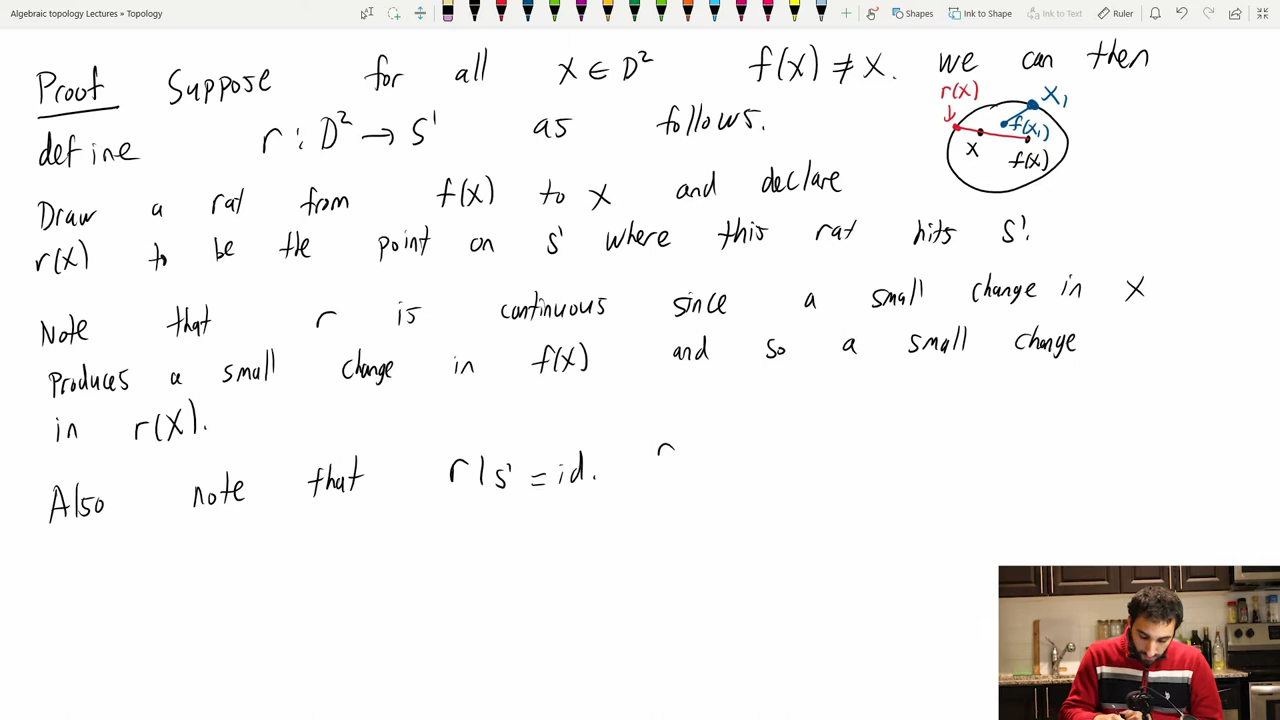 Algebraic topology Lectures » Topology
Shapes
Ink to Shape
Ink to Text
Ruler
Proof Suppose for all x ∈ D² f(x) ≠ x. we can then
define r : D² → S¹ as follows.
r(x)
x₁
f(x₁)
x
f(x)
Draw a ray from f(x) to x and declare
r(x) to be the point on S¹ where this ray hits S¹.
Note that r is continuous since a small change in x
produces a small change in f(x) and so a small change
in r(x).
Also note that r|s¹ = id. r